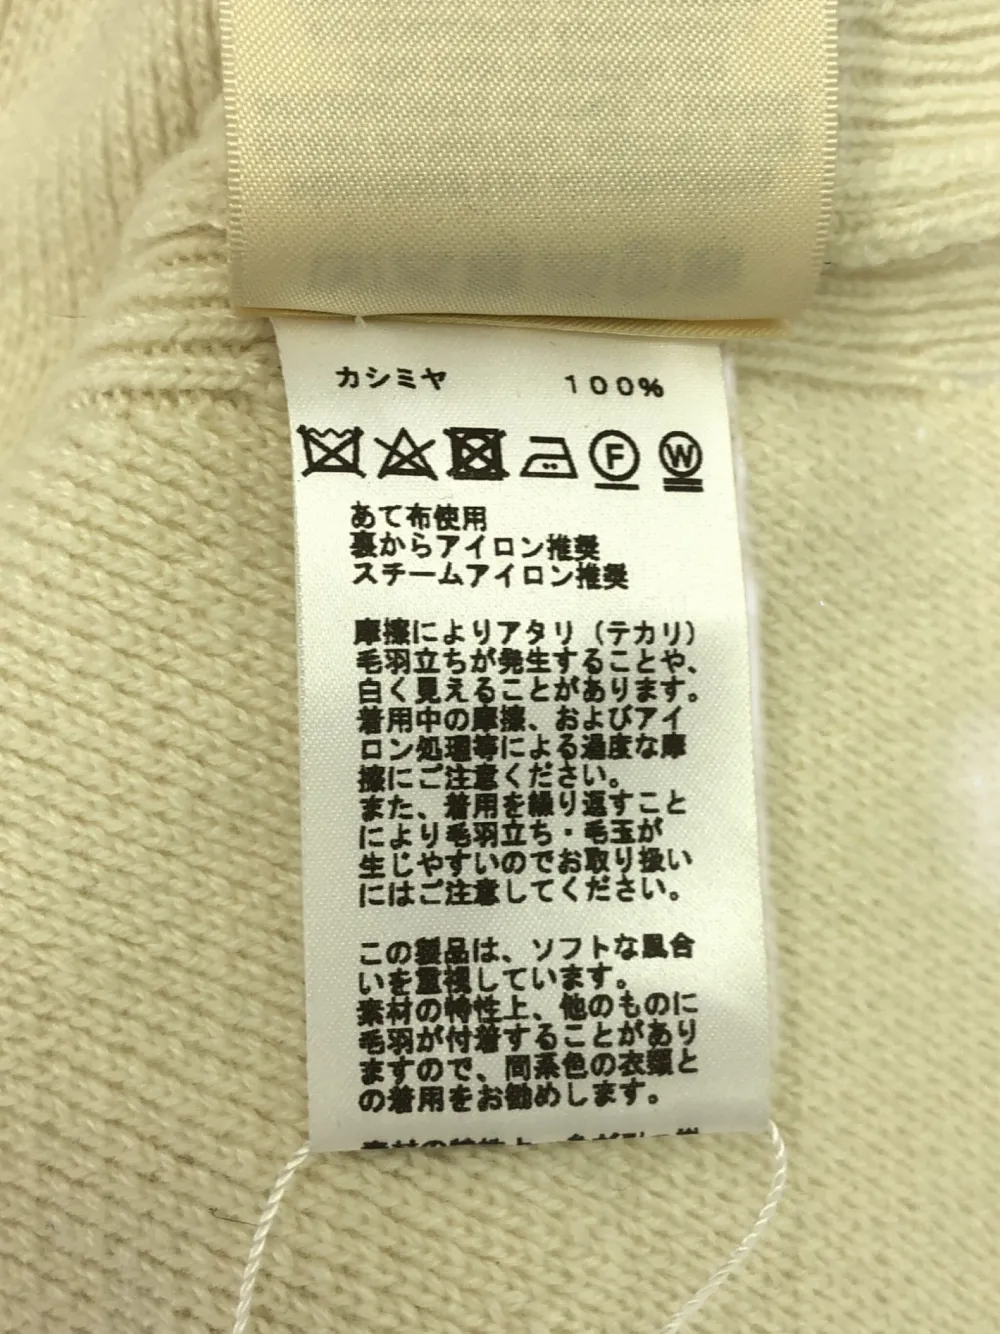 カシミヤ　100%
F W
あて布使用
裏からアイロン推奨
スチームアイロン推奨
摩擦によりアタリ（テカリ）
毛羽立ちが発生することや、
白く見えることがあります。
着用中の摩擦、およびアイ
ロン処理等による過度な摩
擦にご注意ください。
また、着用を繰り返すこと
により毛羽立ち・毛玉が
生じやすいのでお取り扱い
にはご注意してください。
この製品は、ソフトな風合
いを重視しています。
素材の特性上、他のものに
毛羽が付着することがあり
ますので、同系色の衣類と
の着用をお勧めします。